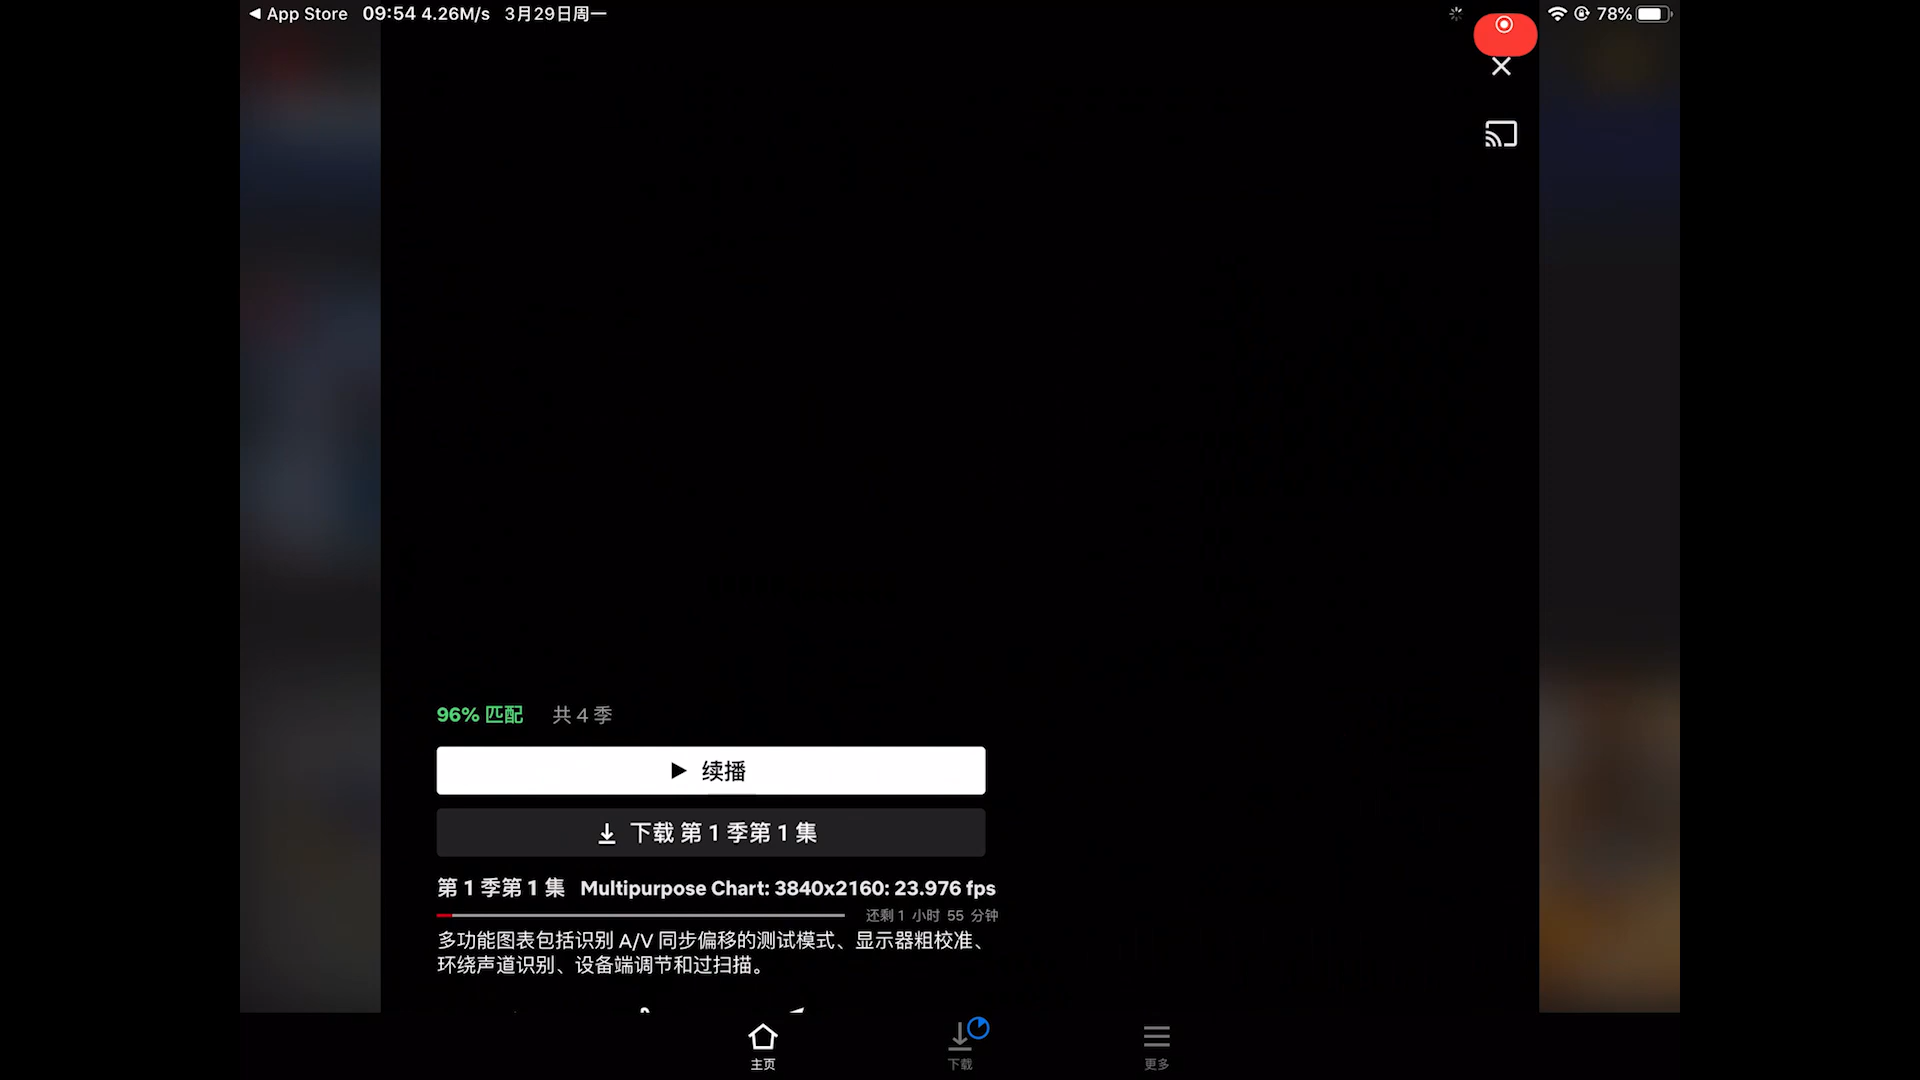 ◀ App Store 09:54 4.26M/s 3月29日周一 78%
96% 匹配 共 4 季
续播
下载 第 1 季第 1 集
第 1 季第 1 集 Multipurpose Chart: 3840x2160: 23.976 fps
还剩 1 小时 55 分钟
多功能图表包括识别 A/V 同步偏移的测试模式、显示器粗校准、
环绕声道识别、设备端调节和过扫描。
主页 下载 更多